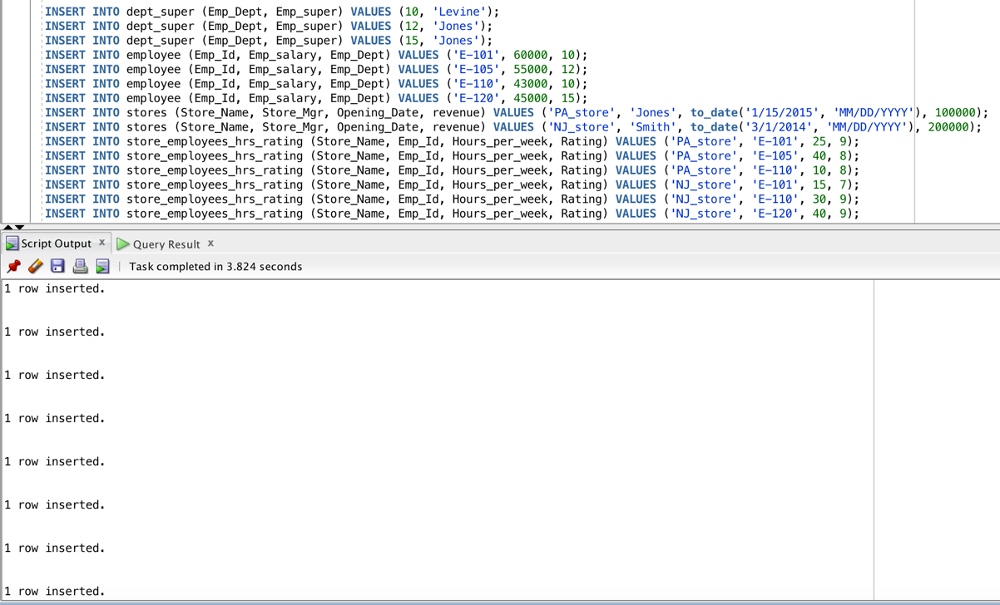 INSERT INTO dept_super (Emp_Dept, Emp_super) VALUES (10, 'Levine');
INSERT INTO dept_super (Emp_Dept, Emp_super) VALUES (12, 'Jones');
INSERT INTO dept_super (Emp_Dept, Emp_super) VALUES (15, 'Jones');
INSERT INTO employee (Emp_Id, Emp_salary, Emp_Dept) VALUES ('E-101', 60000, 10);
INSERT INTO employee (Emp_Id, Emp_salary, Emp_Dept) VALUES ('E-105', 55000, 12);
INSERT INTO employee (Emp_Id, Emp_salary, Emp_Dept) VALUES ('E-110', 43000, 10);
INSERT INTO employee (Emp_Id, Emp_salary, Emp_Dept) VALUES ('E-120', 45000, 15);
INSERT INTO stores (Store_Name, Store_Mgr, Opening_Date, revenue) VALUES ('PA_store', 'Jones', to_date('1/15/2015', 'MM/DD/YYYY'), 100000);
INSERT INTO stores (Store_Name, Store_Mgr, Opening_Date, revenue) VALUES ('NJ_store', 'Smith', to_date('3/1/2014', 'MM/DD/YYYY'), 200000);
INSERT INTO store_employees_hrs_rating (Store_Name, Emp_Id, Hours_per_week, Rating) VALUES ('PA_store', 'E-101', 25, 9);
INSERT INTO store_employees_hrs_rating (Store_Name, Emp_Id, Hours_per_week, Rating) VALUES ('PA_store', 'E-105', 40, 8);
INSERT INTO store_employees_hrs_rating (Store_Name, Emp_Id, Hours_per_week, Rating) VALUES ('PA_store', 'E-110', 10, 8);
INSERT INTO store_employees_hrs_rating (Store_Name, Emp_Id, Hours_per_week, Rating) VALUES ('NJ_store', 'E-101', 15, 7);
INSERT INTO store_employees_hrs_rating (Store_Name, Emp_Id, Hours_per_week, Rating) VALUES ('NJ_store', 'E-110', 30, 9);
INSERT INTO store_employees_hrs_rating (Store_Name, Emp_Id, Hours_per_week, Rating) VALUES ('NJ_store', 'E-120', 40, 9);
Script Output x Query Result x
Task completed in 3.824 seconds
1 row inserted.
1 row inserted.
1 row inserted.
1 row inserted.
1 row inserted.
1 row inserted.
1 row inserted.
1 row inserted.